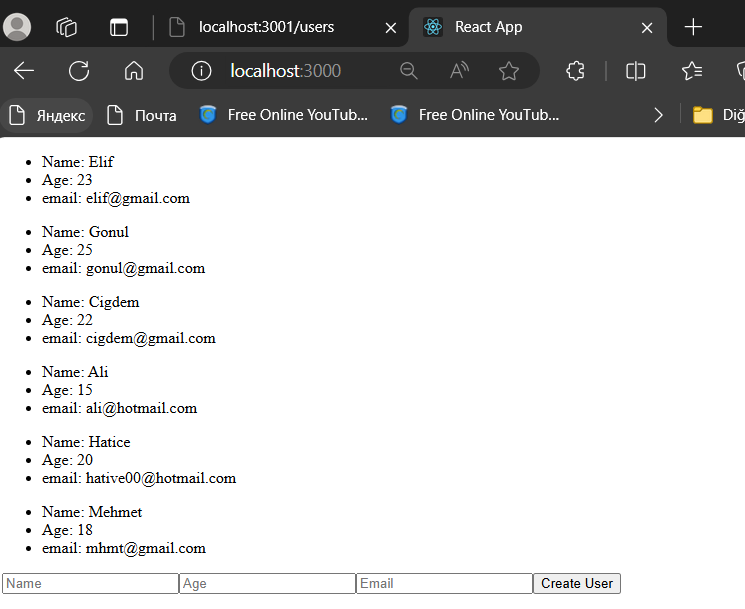 localhost:3001/users
React App
localhost:3000
Яндекс
Почта
Free Online YouTub...
Free Online YouTub...
Diğ
Name: Elif
Age: 23
email: elif@gmail.com
Name: Gonul
Age: 25
email: gonul@gmail.com
Name: Cigdem
Age: 22
email: cigdem@gmail.com
Name: Ali
Age: 15
email: ali@hotmail.com
Name: Hatice
Age: 20
email: hative00@hotmail.com
Name: Mehmet
Age: 18
email: mhmt@gmail.com
Name Age Email Create User